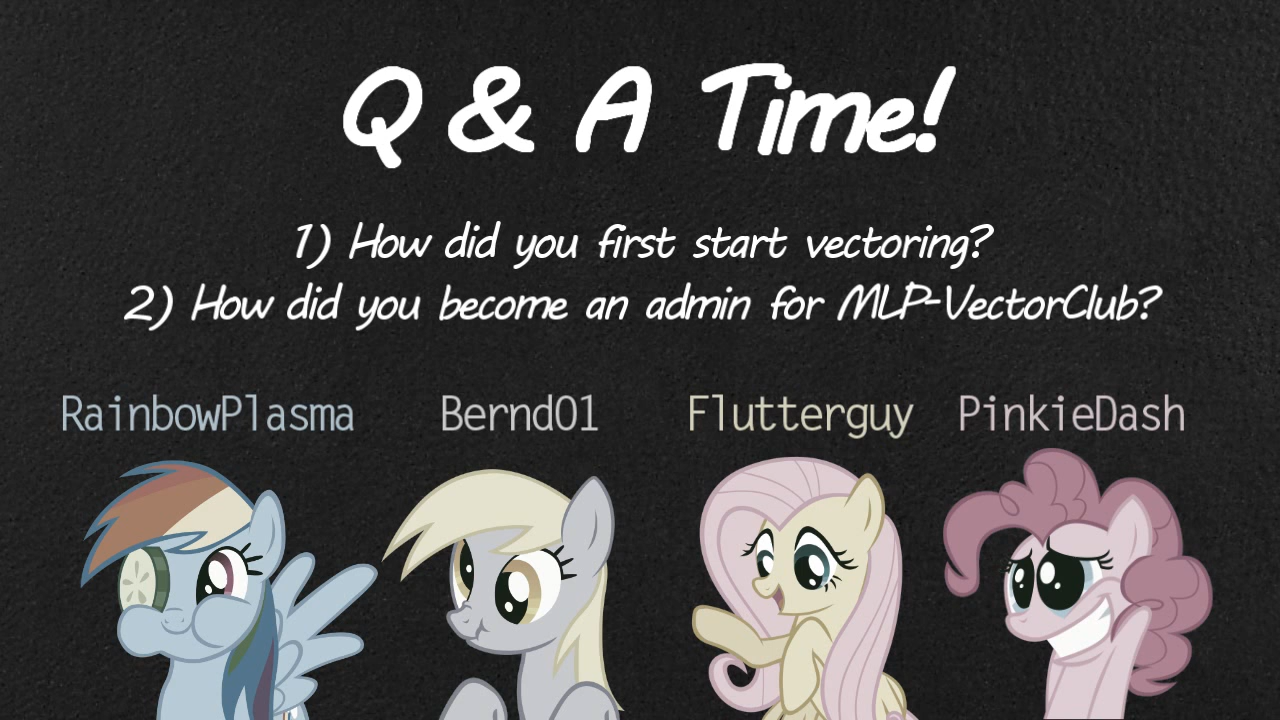 Q & A Time!
1) How did you first start vectoring?
2) How did you become an admin for MLP-VectorClub?
RainbowPlasma Bernd01 Flutterguy PinkieDash